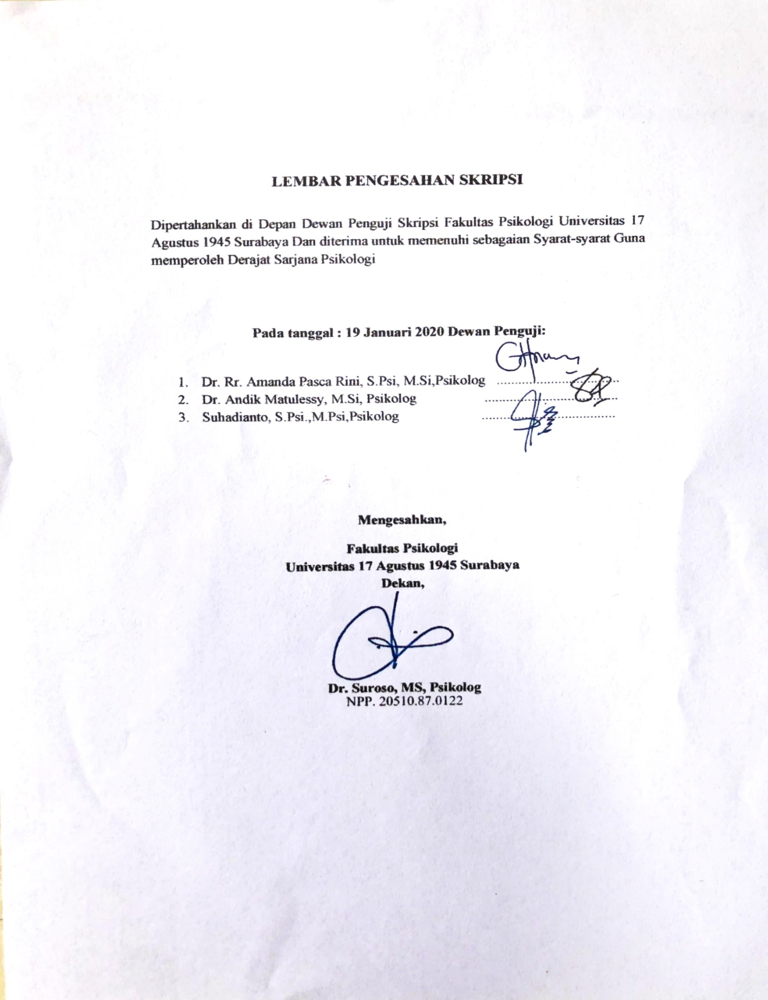 LEMBAR PENGESAHAN SKRIPSI
Dipertahankan di Depan Dewan Penguji Skripsi Fakultas Psikologi Universitas 17
Agustus 1945 Surabaya Dan diterima untuk memenuhi sebagaian Syarat-syarat Guna
memperoleh Derajat Sarjana Psikologi
Pada tanggal : 19 Januari 2020 Dewan Penguji:
1. Dr. Rr. Amanda Pasca Rini, S.Psi, M.Si,Psikolog
2. Dr. Andik Matulessy, M.Si, Psikolog
3. Suhadianto, S.Psi.,M.Psi,Psikolog
Mengesahkan,
Fakultas Psikologi
Universitas 17 Agustus 1945 Surabaya
Dekan,
Dr. Suroso, MS, Psikolog
NPP. 20510.87.0122